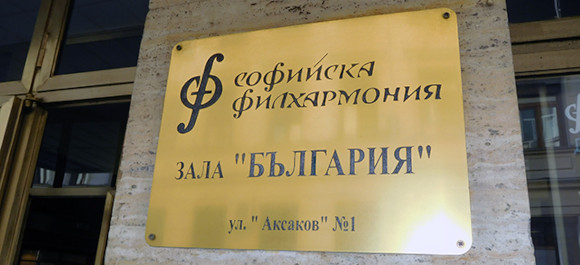 СОФИЙСКА
ФИЛХАРМОНИЯ
ЗАЛА "БЪЛГАРИЯ"
ул. " Аксаков" №1